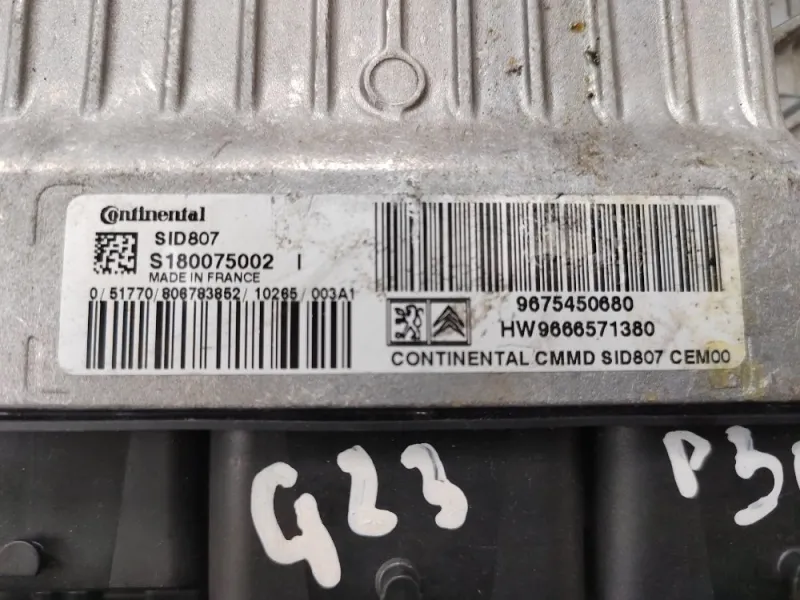 Continental
SID807
S180075002 I
MADE IN FRANCE
0/51770/806783852/10265/003A1
9675450680
HW9666571380
CONTINENTAL CMMD SID807 CEM00
G23